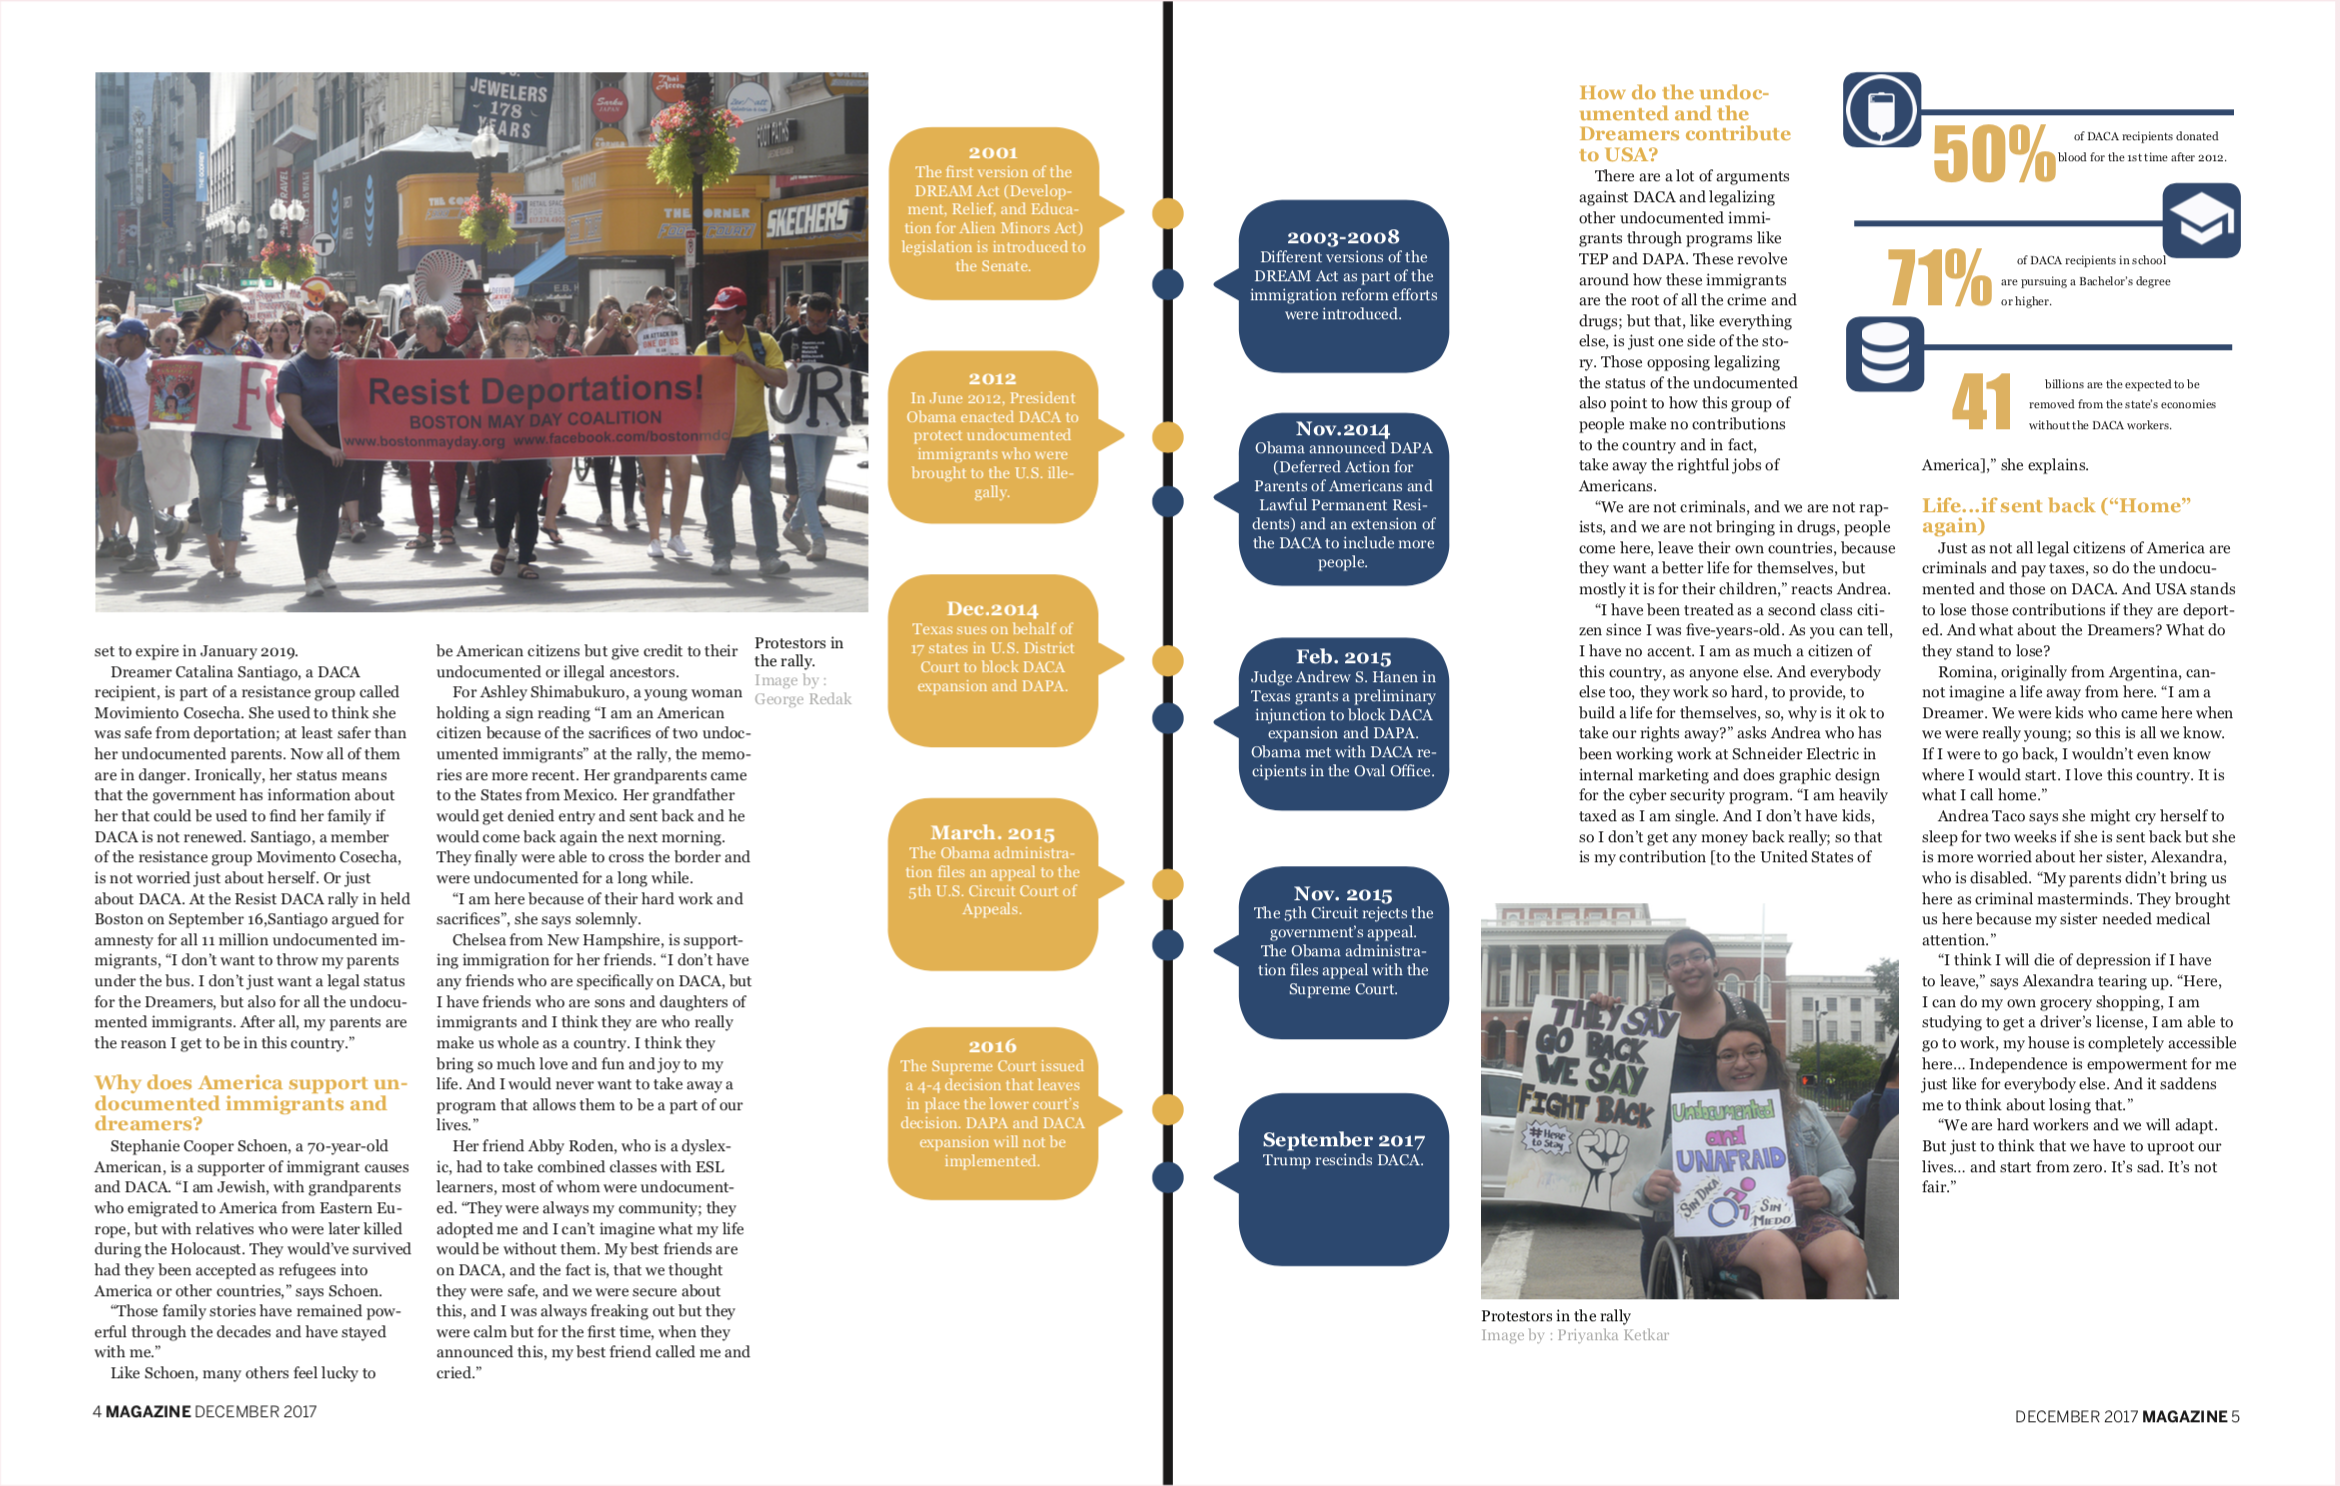 JEWELERS
178
YEARS
Sarku
JAPAN
Thai
BOOT
THE CO
THE CORNER
SKECHERS
E.B.
T
Resist Deportations!
BOSTON MAY DAY COALITION
www.bostonmayday.org www.facebook.com/bostonmdc
URE
Protestors in
the rally.
Image by :
George Redak
set to expire in January 2019.
Dreamer Catalina Santiago, a DACA
recipient, is part of a resistance group called
Movimiento Cosecha. She used to think she
was safe from deportation; at least safer than
her undocumented parents. Now all of them
are in danger. Ironically, her status means
that the government has information about
her that could be used to find her family if
DACA is not renewed. Santiago, a member
of the resistance group Movimento Cosecha,
is not worried just about herself. Or just
about DACA. At the Resist DACA rally in held
Boston on September 16,Santiago argued for
amnesty for all 11 million undocumented im-
migrants, “I don’t want to throw my parents
under the bus. I don’t just want a legal status
for the Dreamers, but also for all the undocu-
mented immigrants. After all, my parents are
the reason I get to be in this country.”
Why does America support un-
documented immigrants and
dreamers?
Stephanie Cooper Schoen, a 70-year-old
American, is a supporter of immigrant causes
and DACA. “I am Jewish, with grandparents
who emigrated to America from Eastern Eu-
rope, but with relatives who were later killed
during the Holocaust. They would’ve survived
had they been accepted as refugees into
America or other countries,” says Schoen.
“Those family stories have remained pow-
erful through the decades and have stayed
with me.”
Like Schoen, many others feel lucky to
be American citizens but give credit to their
undocumented or illegal ancestors.
For Ashley Shimabukuro, a young woman
holding a sign reading “I am an American
citizen because of the sacrifices of two undoc-
umented immigrants” at the rally, the memo-
ries are more recent. Her grandparents came
to the States from Mexico. Her grandfather
would get denied entry and sent back and he
would come back again the next morning.
They finally were able to cross the border and
were undocumented for a long while.
“I am here because of their hard work and
sacrifices”, she says solemnly.
Chelsea from New Hampshire, is support-
ing immigration for her friends. “I don’t have
any friends who are specifically on DACA, but
I have friends who are sons and daughters of
immigrants and I think they are who really
make us whole as a country. I think they
bring so much love and fun and joy to my
life. And I would never want to take away a
program that allows them to be a part of our
lives.”
Her friend Abby Roden, who is a dyslex-
ic, had to take combined classes with ESL
learners, most of whom were undocument-
ed. “They were always my community; they
adopted me and I can’t imagine what my life
would be without them. My best friends are
on DACA, and the fact is, that we thought
they were safe, and we were secure about
this, and I was always freaking out but they
were calm but for the first time, when they
announced this, my best friend called me and
cried.”
4 MAGAZINE DECEMBER 2017
2001
The first version of the
DREAM Act (Develop-
ment, Relief, and Educa-
tion for Alien Minors Act)
legislation is introduced to
the Senate.
2003-2008
Different versions of the
DREAM Act as part of the
immigration reform efforts
were introduced.
2012
In June 2012, President
Obama enacted DACA to
protect undocumented
immigrants who were
brought to the U.S. ille-
gally.
Nov.2014
Obama announced DAPA
(Deferred Action for
Parents of Americans and
Lawful Permanent Resi-
dents) and an extension of
the DACA to include more
people.
Dec.2014
Texas sues on behalf of
17 states in U.S. District
Court to block DACA
expansion and DAPA.
Feb. 2015
Judge Andrew S. Hanen in
Texas grants a preliminary
injunction to block DACA
expansion and DAPA.
Obama met with DACA re-
cipients in the Oval Office.
March. 2015
The Obama administra-
tion files an appeal to the
5th U.S. Circuit Court of
Appeals.
Nov. 2015
The 5th Circuit rejects the
government’s appeal.
The Obama administra-
tion files appeal with the
Supreme Court.
2016
The Supreme Court issued
a 4-4 decision that leaves
in place the lower court’s
decision. DAPA and DACA
expansion will not be
implemented.
September 2017
Trump rescinds DACA.
How do the undoc-
umented and the
Dreamers contribute
to USA?
There are a lot of arguments
against DACA and legalizing
other undocumented immi-
grants through programs like
TEP and DAPA. These revolve
around how these immigrants
are the root of all the crime and
drugs; but that, like everything
else, is just one side of the sto-
ry. Those opposing legalizing
the status of the undocumented
also point to how this group of
people make no contributions
to the country and in fact,
take away the rightful jobs of
Americans.
“We are not criminals, and we are not rap-
ists, and we are not bringing in drugs, people
come here, leave their own countries, because
they want a better life for themselves, but
mostly it is for their children,” reacts Andrea.
“I have been treated as a second class citi-
zen since I was five-years-old. As you can tell,
I have no accent. I am as much a citizen of
this country, as anyone else. And everybody
else too, they work so hard, to provide, to
build a life for themselves, so, why is it ok to
take our rights away?” asks Andrea who has
been working work at Schneider Electric in
internal marketing and does graphic design
for the cyber security program. “I am heavily
taxed as I am single. And I don’t have kids,
so I don’t get any money back really; so that
is my contribution [to the United States of
50%
of DACA recipients donated
blood for the 1st time after 2012.
71%
of DACA recipients in school
are pursuing a Bachelor’s degree
or higher.
41
billions are the expected to be
removed from the state’s economies
without the DACA workers.
America],” she explains.
Life...if sent back (“Home”
again)
Just as not all legal citizens of America are
criminals and pay taxes, so do the undocu-
mented and those on DACA. And USA stands
to lose those contributions if they are deport-
ed. And what about the Dreamers? What do
they stand to lose?
Romina, originally from Argentina, can-
not imagine a life away from here. “I am a
Dreamer. We were kids who came here when
we were really young; so this is all we know.
If I were to go back, I wouldn’t even know
where I would start. I love this country. It is
what I call home.”
Andrea Taco says she might cry herself to
sleep for two weeks if she is sent back but she
is more worried about her sister, Alexandra,
who is disabled. “My parents didn’t bring us
here as criminal masterminds. They brought
us here because my sister needed medical
attention.”
“I think I will die of depression if I have
to leave,” says Alexandra tearing up. “Here,
I can do my own grocery shopping, I am
studying to get a driver’s license, I am able to
go to work, my house is completely accessible
here... Independence is empowerment for me
just like for everybody else. And it saddens
me to think about losing that.”
“We are hard workers and we will adapt.
But just to think that we have to uproot our
lives... and start from zero. It’s sad. It’s not
fair.”
THEY SAY
GO BACK
WE SAY
FIGHT BACK
#Here
to Stay
Undocumented
and
UNAFRAID
SIN DACA
SIN
MIEDO
Protestors in the rally
Image by : Priyanka Ketkar
DECEMBER 2017 MAGAZINE 5